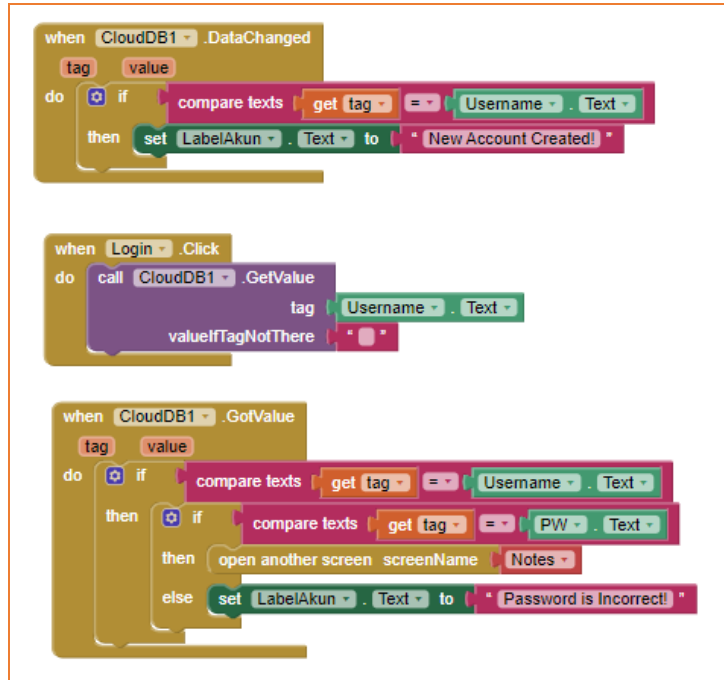 when CloudDB1 .DataChanged
tag value
do if compare texts get tag = Username . Text
then set LabelAkun . Text to " New Account Created! "
when Login .Click
do call CloudDB1 .GetValue
tag Username . Text
valueIfTagNotThere " "
when CloudDB1 .GotValue
tag value
do if compare texts get tag = Username . Text
then if compare texts get tag = PW . Text
then open another screen screenName Notes
else set LabelAkun . Text to " Password is Incorrect! "